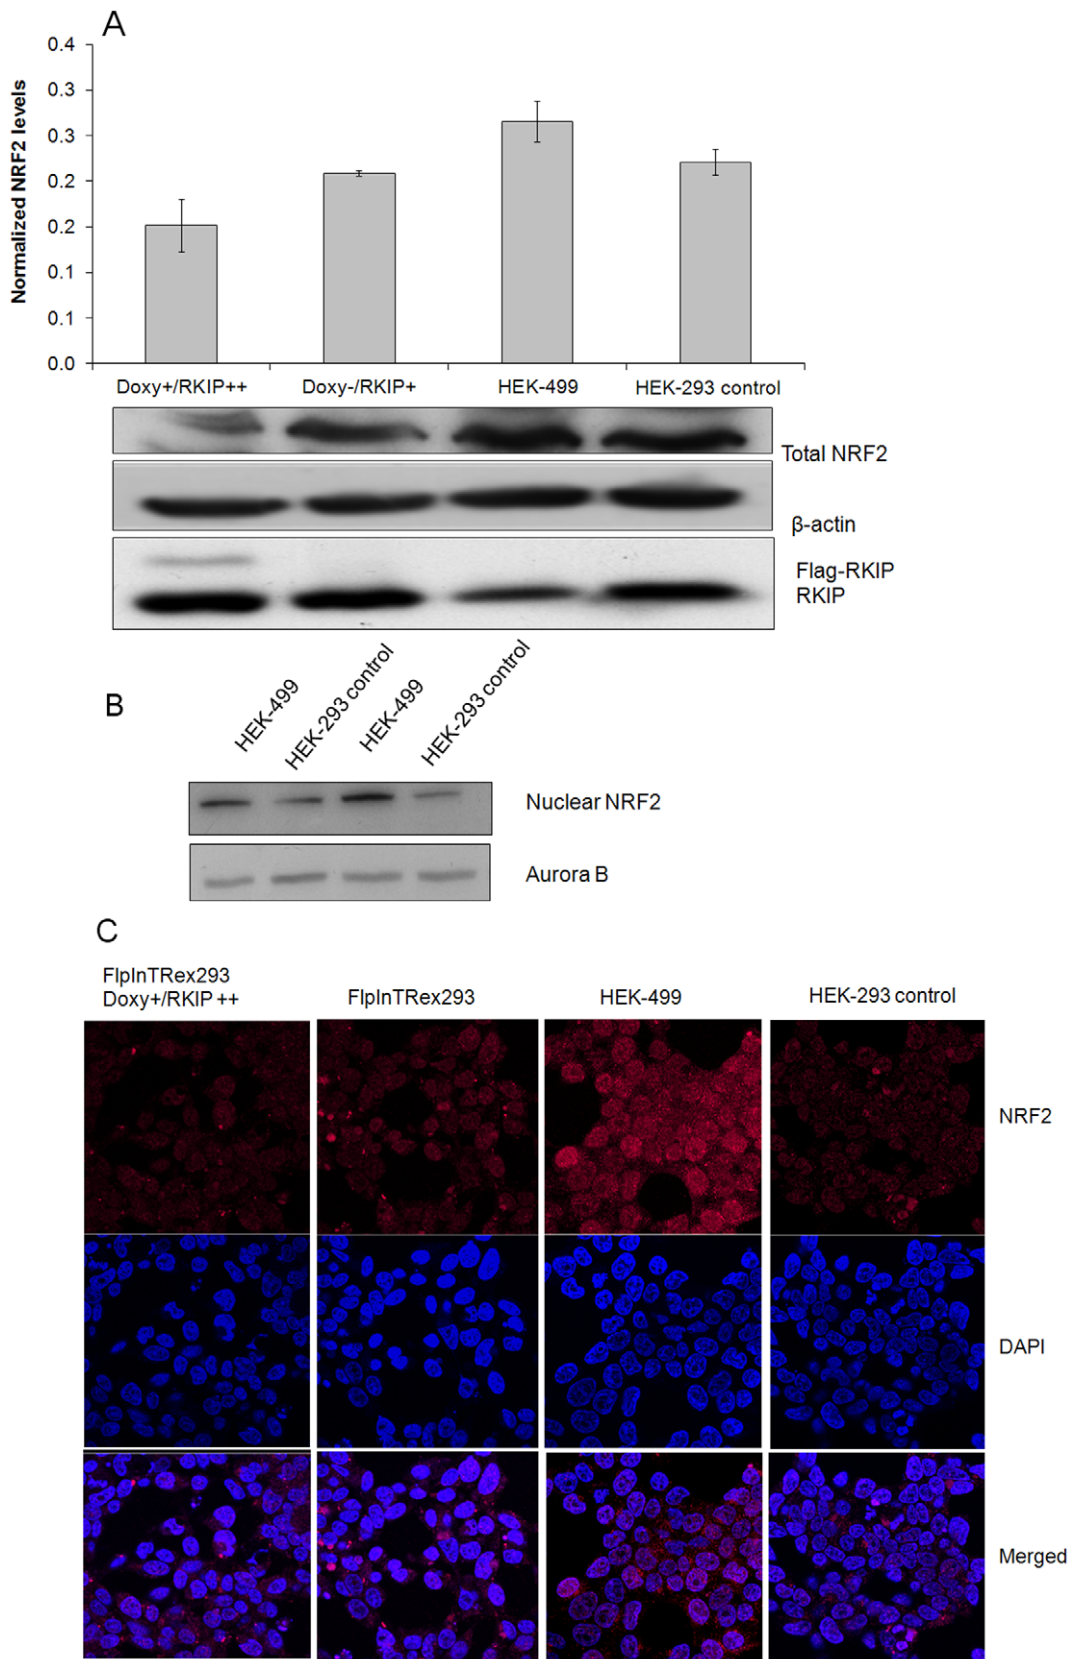 A
Normalized NRF2 levels
0.4
0.3
0.3
0.2
0.2
0.1
0.1
0.0
Doxy+/RKIP++
Doxy-/RKIP+
HEK-499
HEK-293 control
Total NRF2
β-actin
Flag-RKIP
RKIP
B
HEK-499
HEK-293 control
HEK-499
HEK-293 control
Nuclear NRF2
Aurora B
C
FlpInTRex293
Doxy+/RKIP ++
FlpInTRex293
HEK-499
HEK-293 control
NRF2
DAPI
Merged